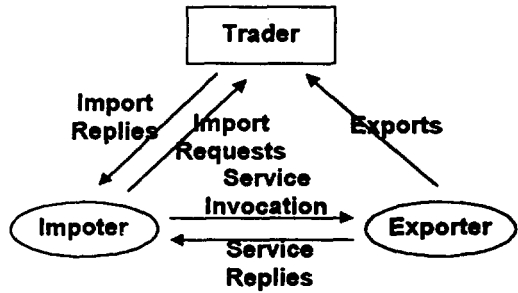 Trader
Import
Replies
Import
Requests
Exports
Service
Invocation
Impoter
Exporter
Service
Replies